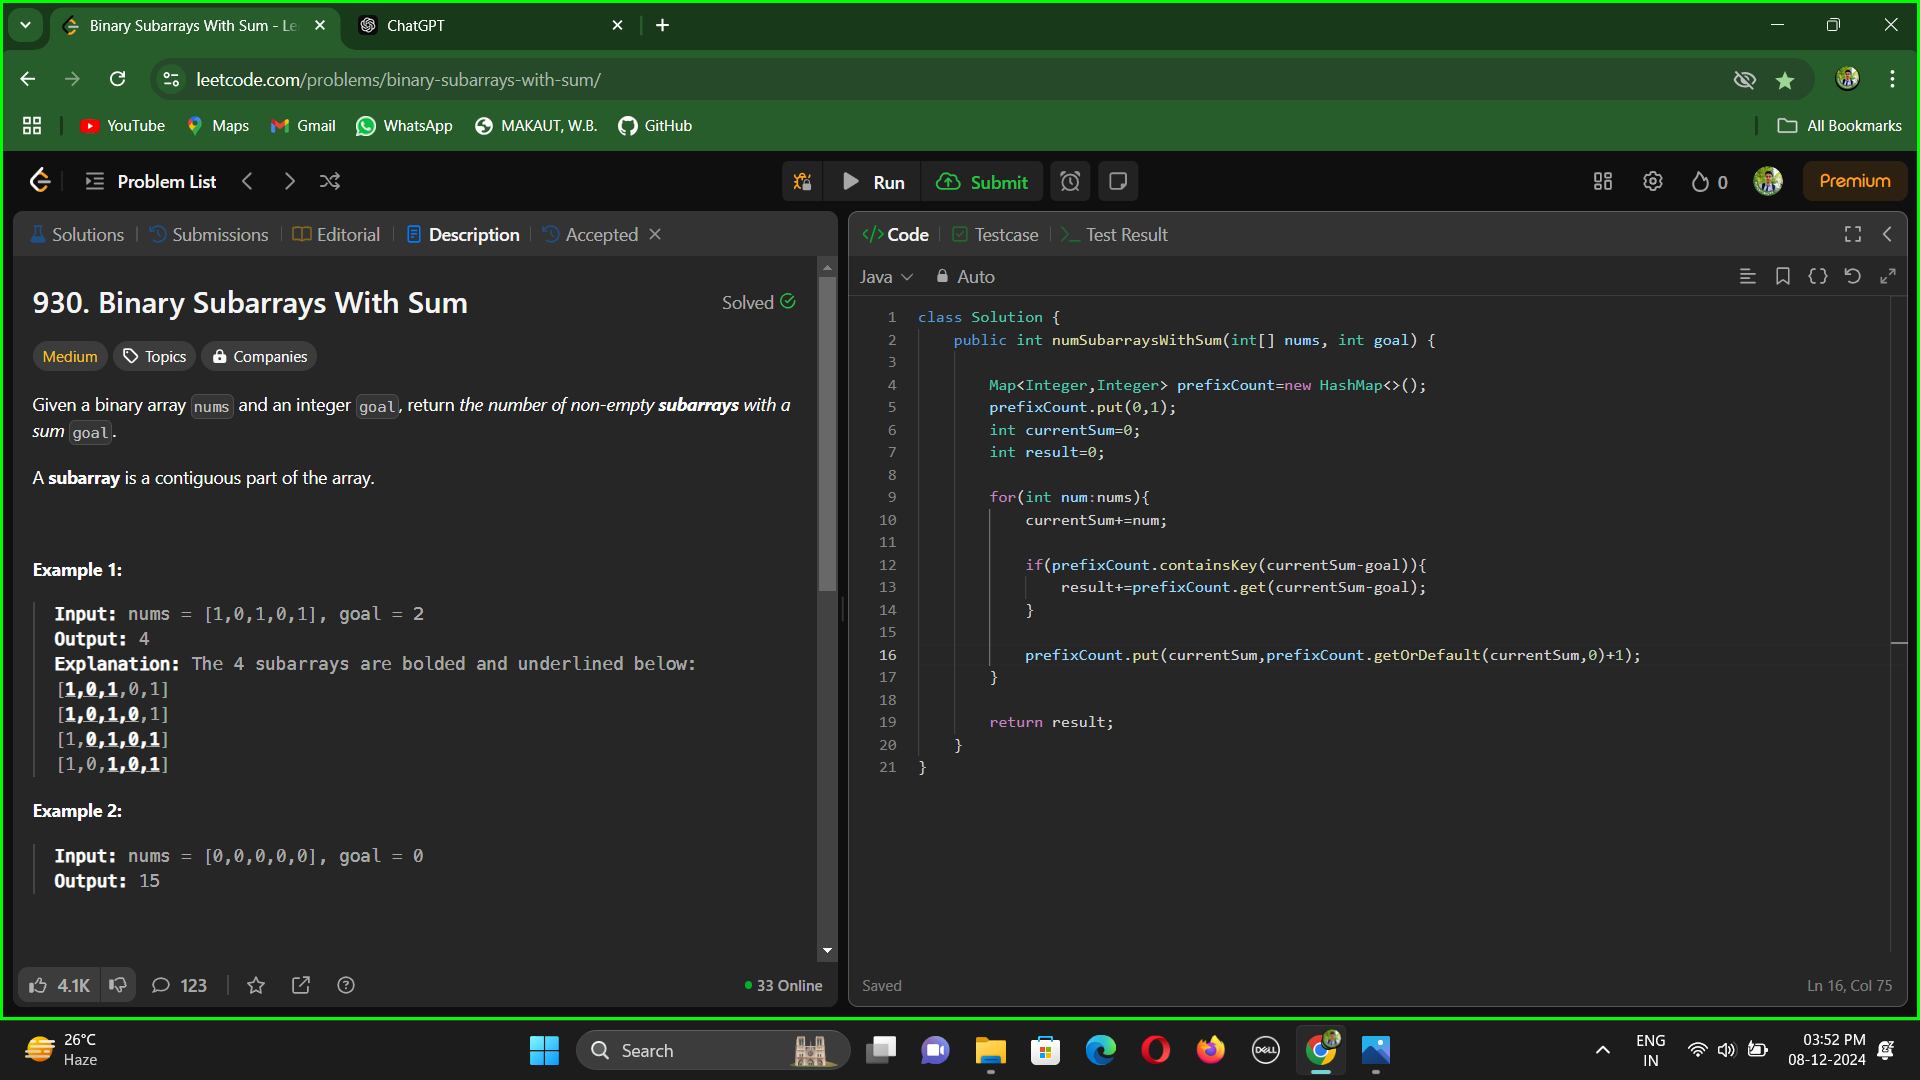 Binary Subarrays With Sum - Le
ChatGPT
leetcode.com/problems/binary-subarrays-with-sum/
YouTube
Maps
Gmail
WhatsApp
MAKAUT, W.B.
GitHub
All Bookmarks
Problem List
Run
Submit
0
Premium
Solutions
Submissions
Editorial
Description
Accepted
930. Binary Subarrays With Sum
Solved
Medium
Topics
Companies
Given a binary array nums and an integer goal, return the number of non-empty subarrays with a
sum goal.
A subarray is a contiguous part of the array.
Example 1:
Input: nums = [1,0,1,0,1], goal = 2
Output: 4
Explanation: The 4 subarrays are bolded and underlined below:
[1,0,1,0,1]
[1,0,1,0,1]
[1,0,1,0,1]
[1,0,1,0,1]
Example 2:
Input: nums = [0,0,0,0,0], goal = 0
Output: 15
4.1K
123
33 Online
Code
Testcase
Test Result
Java
Auto
1 class Solution {
2 public int numSubarraysWithSum(int[] nums, int goal) {
3
4 Map<Integer,Integer> prefixCount=new HashMap<>();
5 prefixCount.put(0,1);
6 int currentSum=0;
7 int result=0;
8
9 for(int num:nums){
10 currentSum+=num;
11
12 if(prefixCount.containsKey(currentSum-goal)){
13 result+=prefixCount.get(currentSum-goal);
14 }
15
16 prefixCount.put(currentSum,prefixCount.getOrDefault(currentSum,0)+1);
17 }
18
19 return result;
20 }
21 }
Saved
Ln 16, Col 75
26°C
Haze
Search
DELL
ENG
IN
03:52 PM
08-12-2024